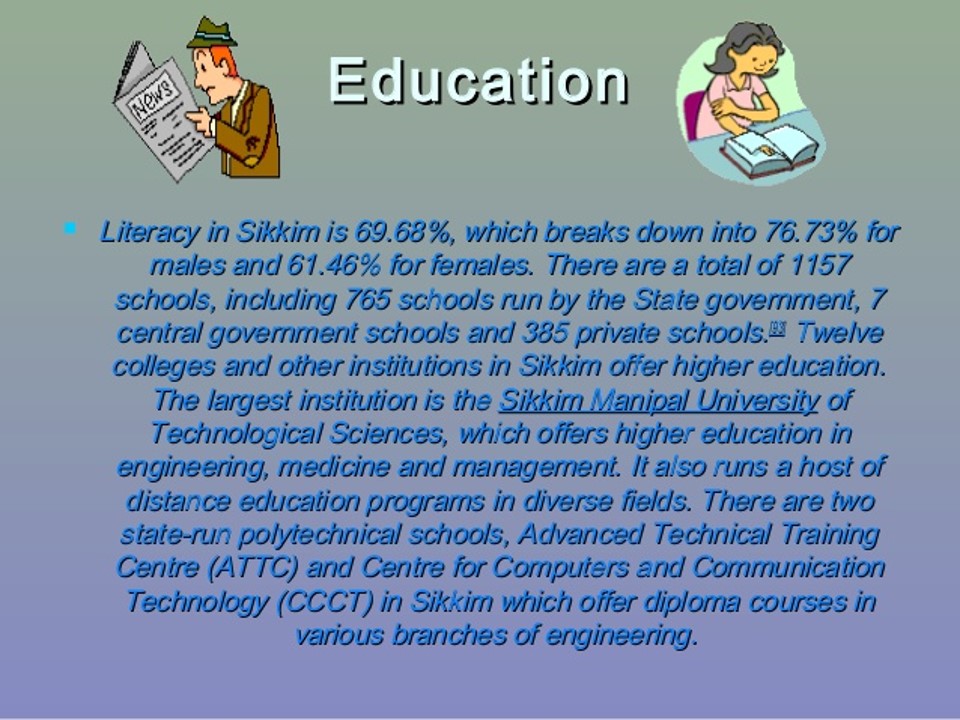 News
Education
Literacy in Sikkim is 69.68%, which breaks down into 76.73% for
males and 61.46% for females. There are a total of 1157
schools, including 765 schools run by the State government, 7
central government schools and 385 private schools. Twelve
colleges and other institutions in Sikkim offer higher education.
The largest institution is the Sikkim Manipal University of
Technological Sciences, which offers higher education in
engineering, medicine and management. It also runs a host of
distance education programs in diverse fields. There are two
state-run polytechnical schools, Advanced Technical Training
Centre (ATTC) and Centre for Computers and Communication
Technology (CCCT) in Sikkim which offer diploma courses in
various branches of engineering.